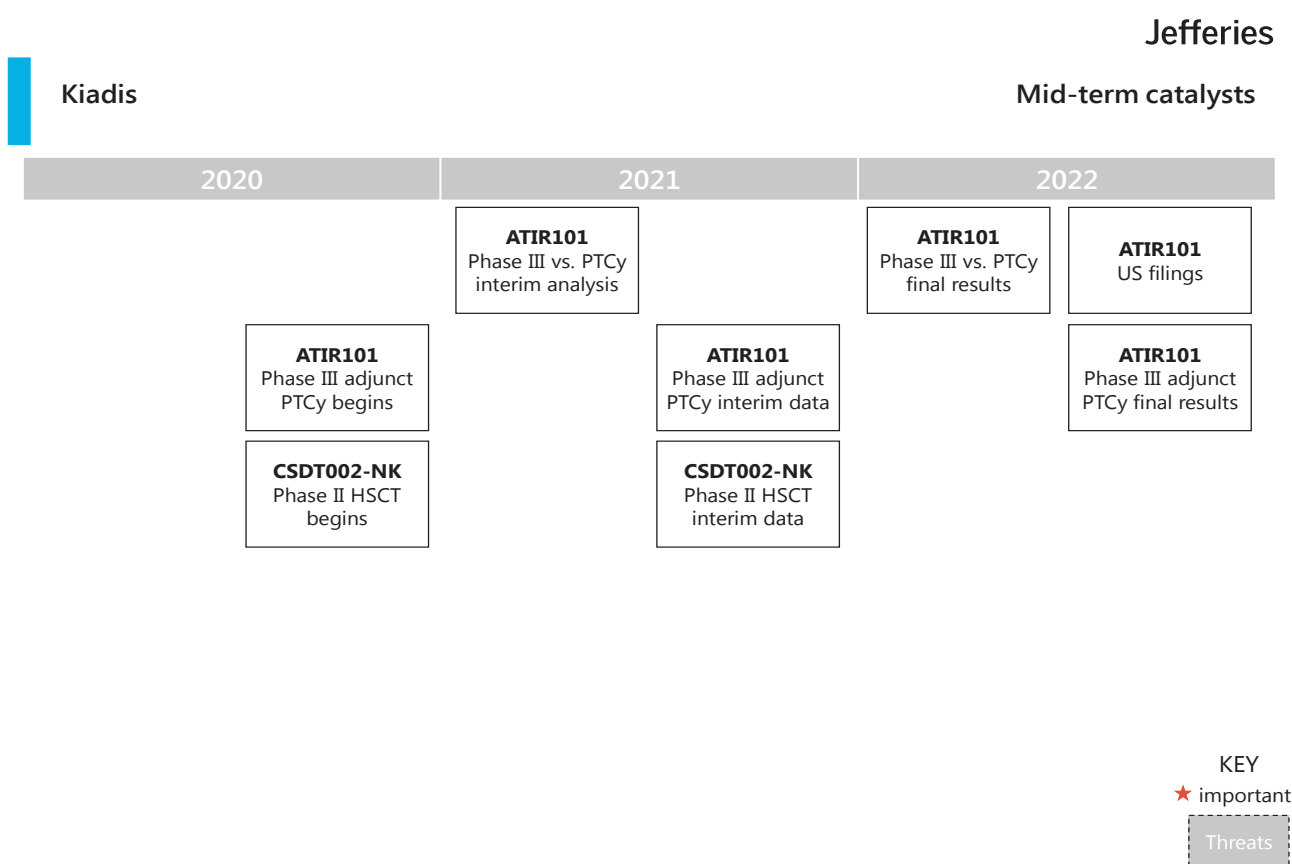 Jefferies
Kiadis
Mid-term catalysts
2020
2021
2022
ATIR101
Phase III vs. PTCy
interim analysis
ATIR101
Phase III vs. PTCy
final results
ATIR101
US filings
ATIR101
Phase III adjunct
PTCy begins
ATIR101
Phase III adjunct
PTCy interim data
ATIR101
Phase III adjunct
PTCy final results
CSDT002-NK
Phase II HSCT
begins
CSDT002-NK
Phase II HSCT
interim data
KEY
★ important
Threats